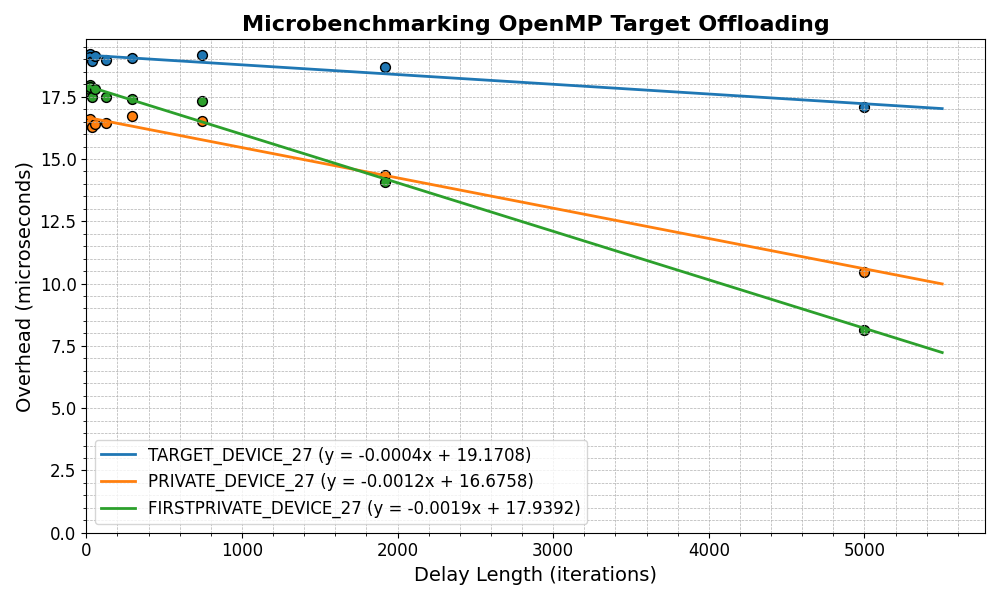 Microbenchmarking OpenMP Target Offloading
Overhead (microseconds)
17.5
15.0
12.5
10.0
7.5
5.0
2.5
0.0
TARGET_DEVICE_27 (y = -0.0004x + 19.1708)
PRIVATE_DEVICE_27 (y = -0.0012x + 16.6758)
FIRSTPRIVATE_DEVICE_27 (y = -0.0019x + 17.9392)
0 1000 2000 3000 4000 5000
Delay Length (iterations)